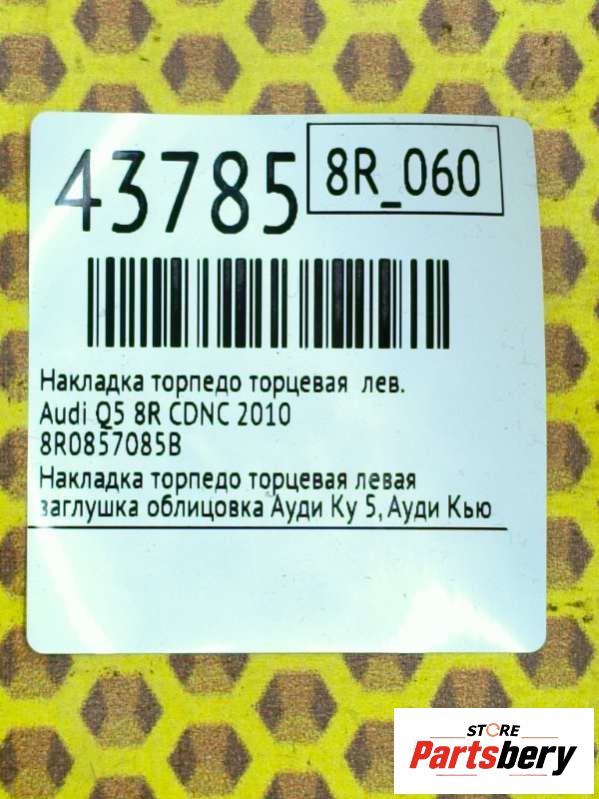 43785
8R_060
Накладка торпедо торцевая лев.
Audi Q5 8R CDNC 2010
8R0857085B
Накладка торпедо торцевая левая
заглушка облицовка Ауди Ку 5, Ауди Кью
STORE
Partsbery